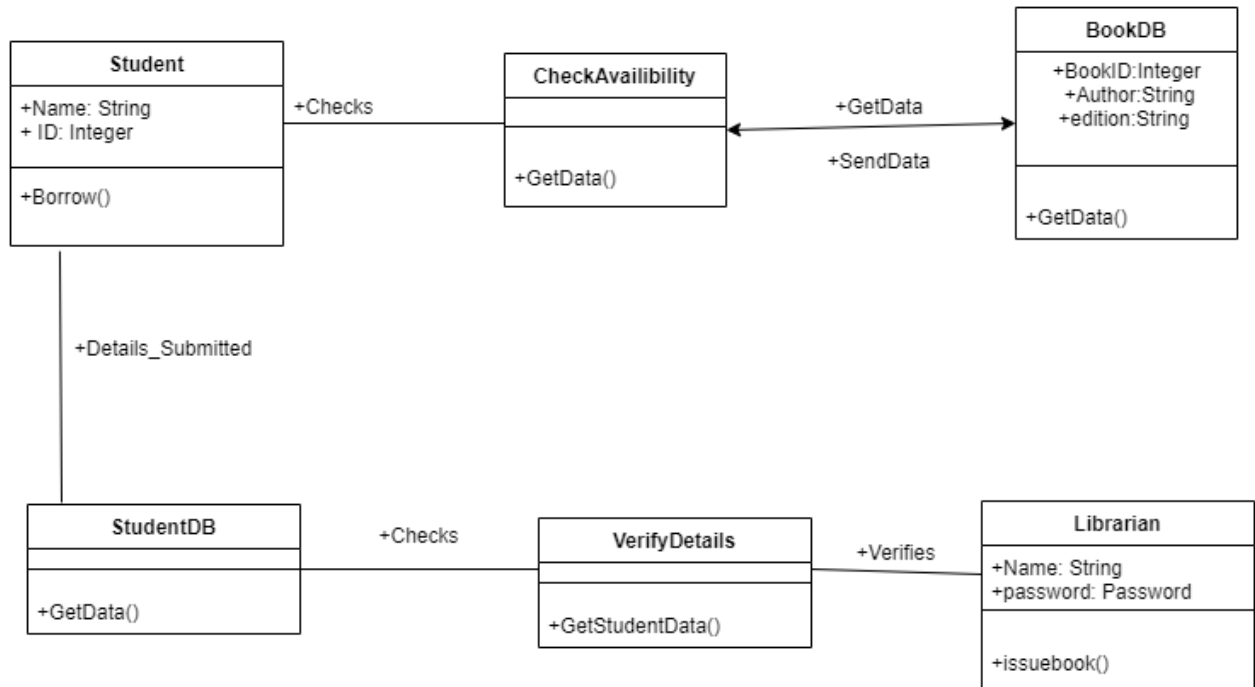 Student
+Name: String
+ ID: Integer
+Borrow()
+Checks
CheckAvailibility
+GetData()
+GetData
+SendData
BookDB
+BookID:Integer
+Author:String
+edition:String
+GetData()
+Details_Submitted
StudentDB
+GetData()
+Checks
VerifyDetails
+GetStudentData()
+Verifies
Librarian
+Name: String
+password: Password
+issuebook()